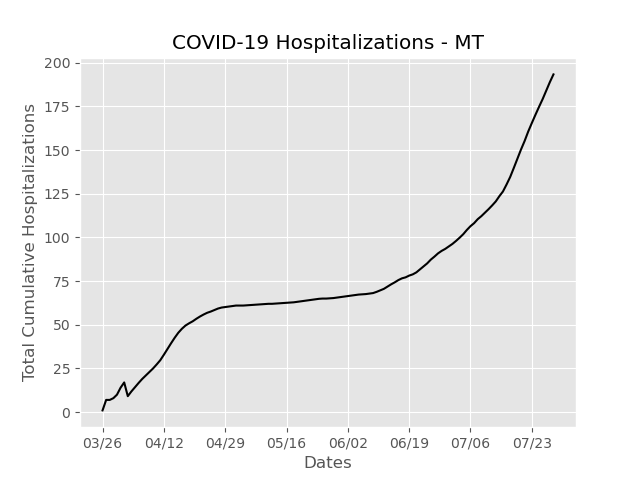 COVID-19 Hospitalizations - MT
Total Cumulative Hospitalizations
200
175
150
125
100
75
50
25
0
03/26 04/12 04/29 05/16 06/02 06/19 07/06 07/23
Dates